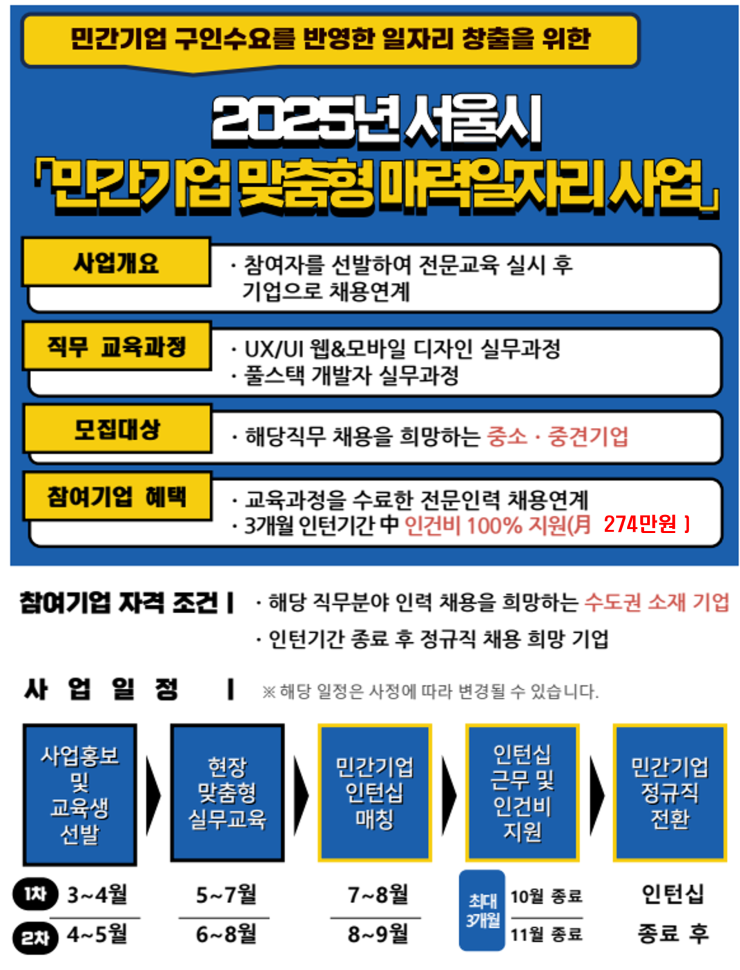 민간기업 구인수요를 반영한 일자리 창출을 위한
2025년 서울시
「민간기업 맞춤형 매력일자리 사업」
사업개요
· 참여자를 선발하여 전문교육 실시 후
기업으로 채용연계
직무 교육과정
· UX/UI 웹&모바일 디자인 실무과정
· 풀스택 개발자 실무과정
모집대상
· 해당직무 채용을 희망하는 중소 · 중견기업
참여기업 혜택
· 교육과정을 수료한 전문인력 채용연계
· 3개월 인턴기간 中 인건비 100% 지원(月 274만원 )
참여기업 자격 조건 |
· 해당 직무분야 인력 채용을 희망하는 수도권 소재 기업
· 인턴기간 종료 후 정규직 채용 희망 기업
사 업 일 정 |
※ 해당 일정은 사정에 따라 변경될 수 있습니다.
사업홍보
및
교육생
선발
현장
맞춤형
실무교육
민간기업
인턴십
매칭
인턴십
근무 및
인건비
지원
민간기업
정규직
전환
1차 3~4월 5~7월 7~8월 최대 3개월 10월 종료 인턴십
2차 4~5월 6~8월 8~9월 11월 종료 종료 후